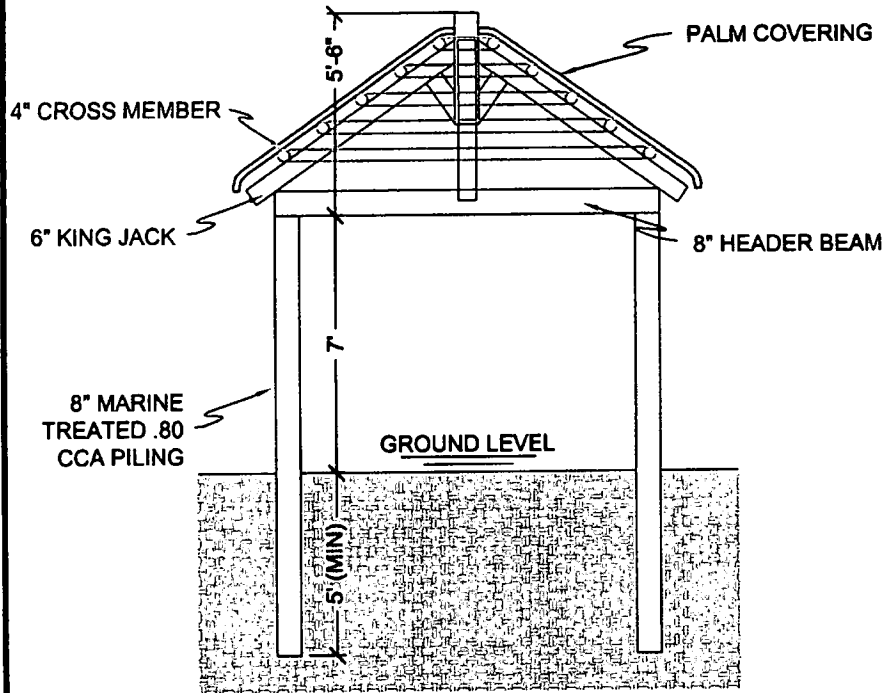 5'-6"
PALM COVERING
4" CROSS MEMBER
6" KING JACK
8" HEADER BEAM
7'
8" MARINE
TREATED .80
CCA PILING
GROUND LEVEL
5' (MIN)